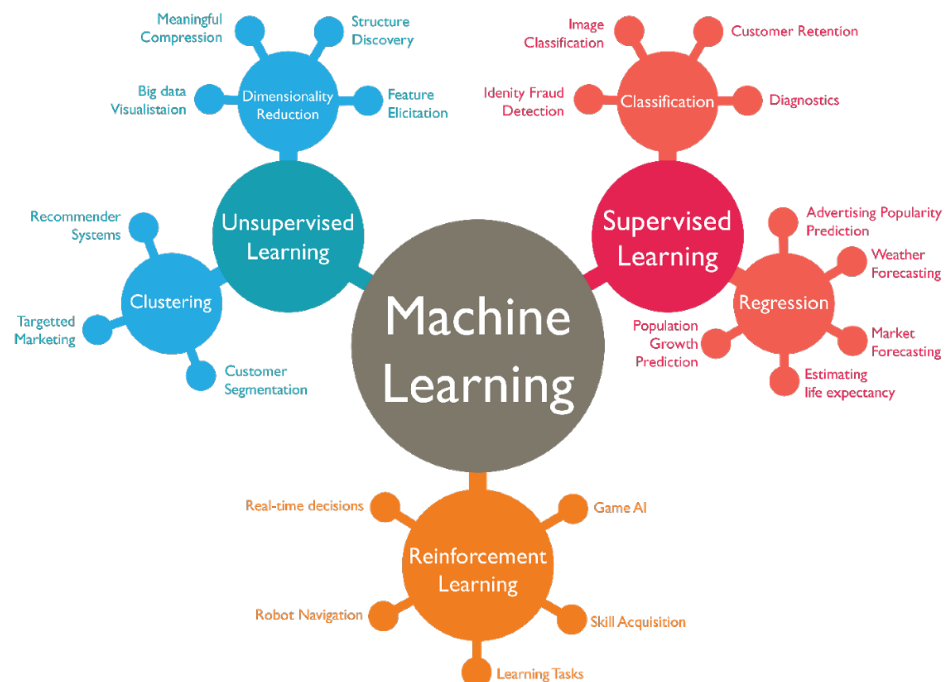 Meaningful
Compression
Structure
Discovery
Big data
Visualistaion
Dimensionality
Reduction
Feature
Elicitation
Image
Classification
Customer Retention
Idenity Fraud
Detection
Classification
Diagnostics
Unsupervised
Learning
Supervised
Learning
Recommender
Systems
Clustering
Targetted
Marketing
Customer
Segmentation
Advertising Popularity
Prediction
Weather
Forecasting
Regression
Population
Growth
Prediction
Market
Forecasting
Estimating
life expectancy
Machine
Learning
Real-time decisions
Game AI
Reinforcement
Learning
Robot Navigation
Skill Acquisition
Learning Tasks